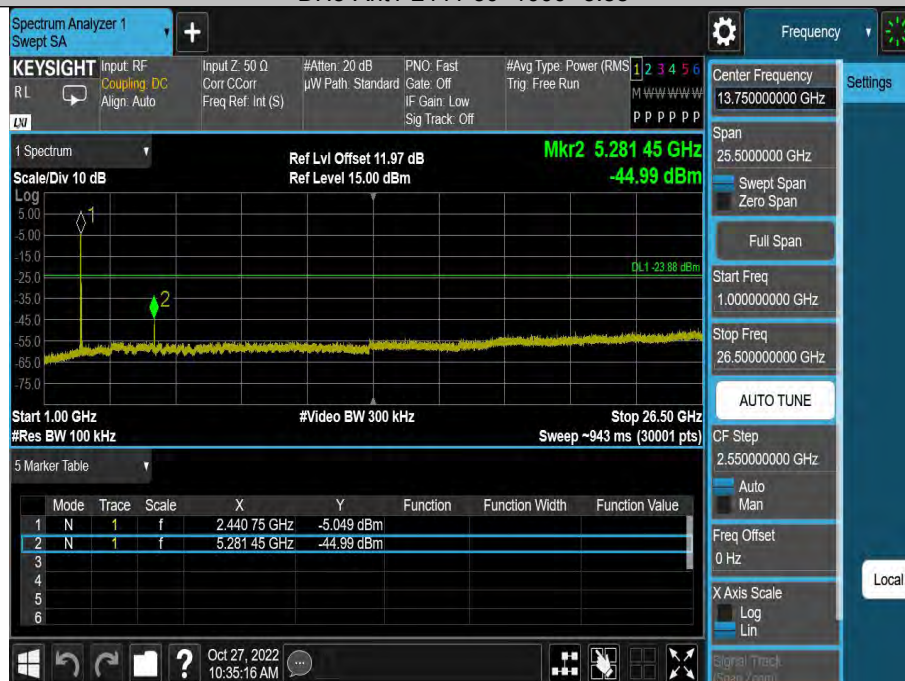 Spectrum Analyzer 1
Swept SA
Frequency
KEYSIGHT
RL
LXI
Input: RF
Coupling: DC
Align: Auto
Input Z: 50 Ω
Corr CCorr
Freq Ref: Int (S)
#Atten: 20 dB
µW Path: Standard
PNO: Fast
Gate: Off
IF Gain: Low
Sig Track: Off
#Avg Type: Power (RMS
Trig: Free Run
1 2 3 4 5 6
M W W W W W
P P P P P P
1 Spectrum
Scale/Div 10 dB
Log
Ref Lvl Offset 11.97 dB
Ref Level 15.00 dBm
Mkr2 5.281 45 GHz
-44.99 dBm
5.00
-5.00
-15.0
-25.0
-35.0
-45.0
-55.0
-65.0
-75.0
1
2
DL1 -23.88 dBm
Start 1.00 GHz
#Res BW 100 kHz
#Video BW 300 kHz
Stop 26.50 GHz
Sweep ~943 ms (30001 pts)
5 Marker Table
Mode Trace Scale X Y Function Function Width Function Value
1 N 1 f 2.440 75 GHz -5.049 dBm
2 N 1 f 5.281 45 GHz -44.99 dBm
3
4
5
6
Oct 27, 2022
10:35:16 AM
Center Frequency
13.750000000 GHz
Span
25.5000000 GHz
Swept Span
Zero Span
Full Span
Start Freq
1.000000000 GHz
Stop Freq
26.500000000 GHz
AUTO TUNE
CF Step
2.550000000 GHz
Auto
Man
Freq Offset
0 Hz
X Axis Scale
Log
Lin
Signal Track
(Span Zoom)
Settings
Local